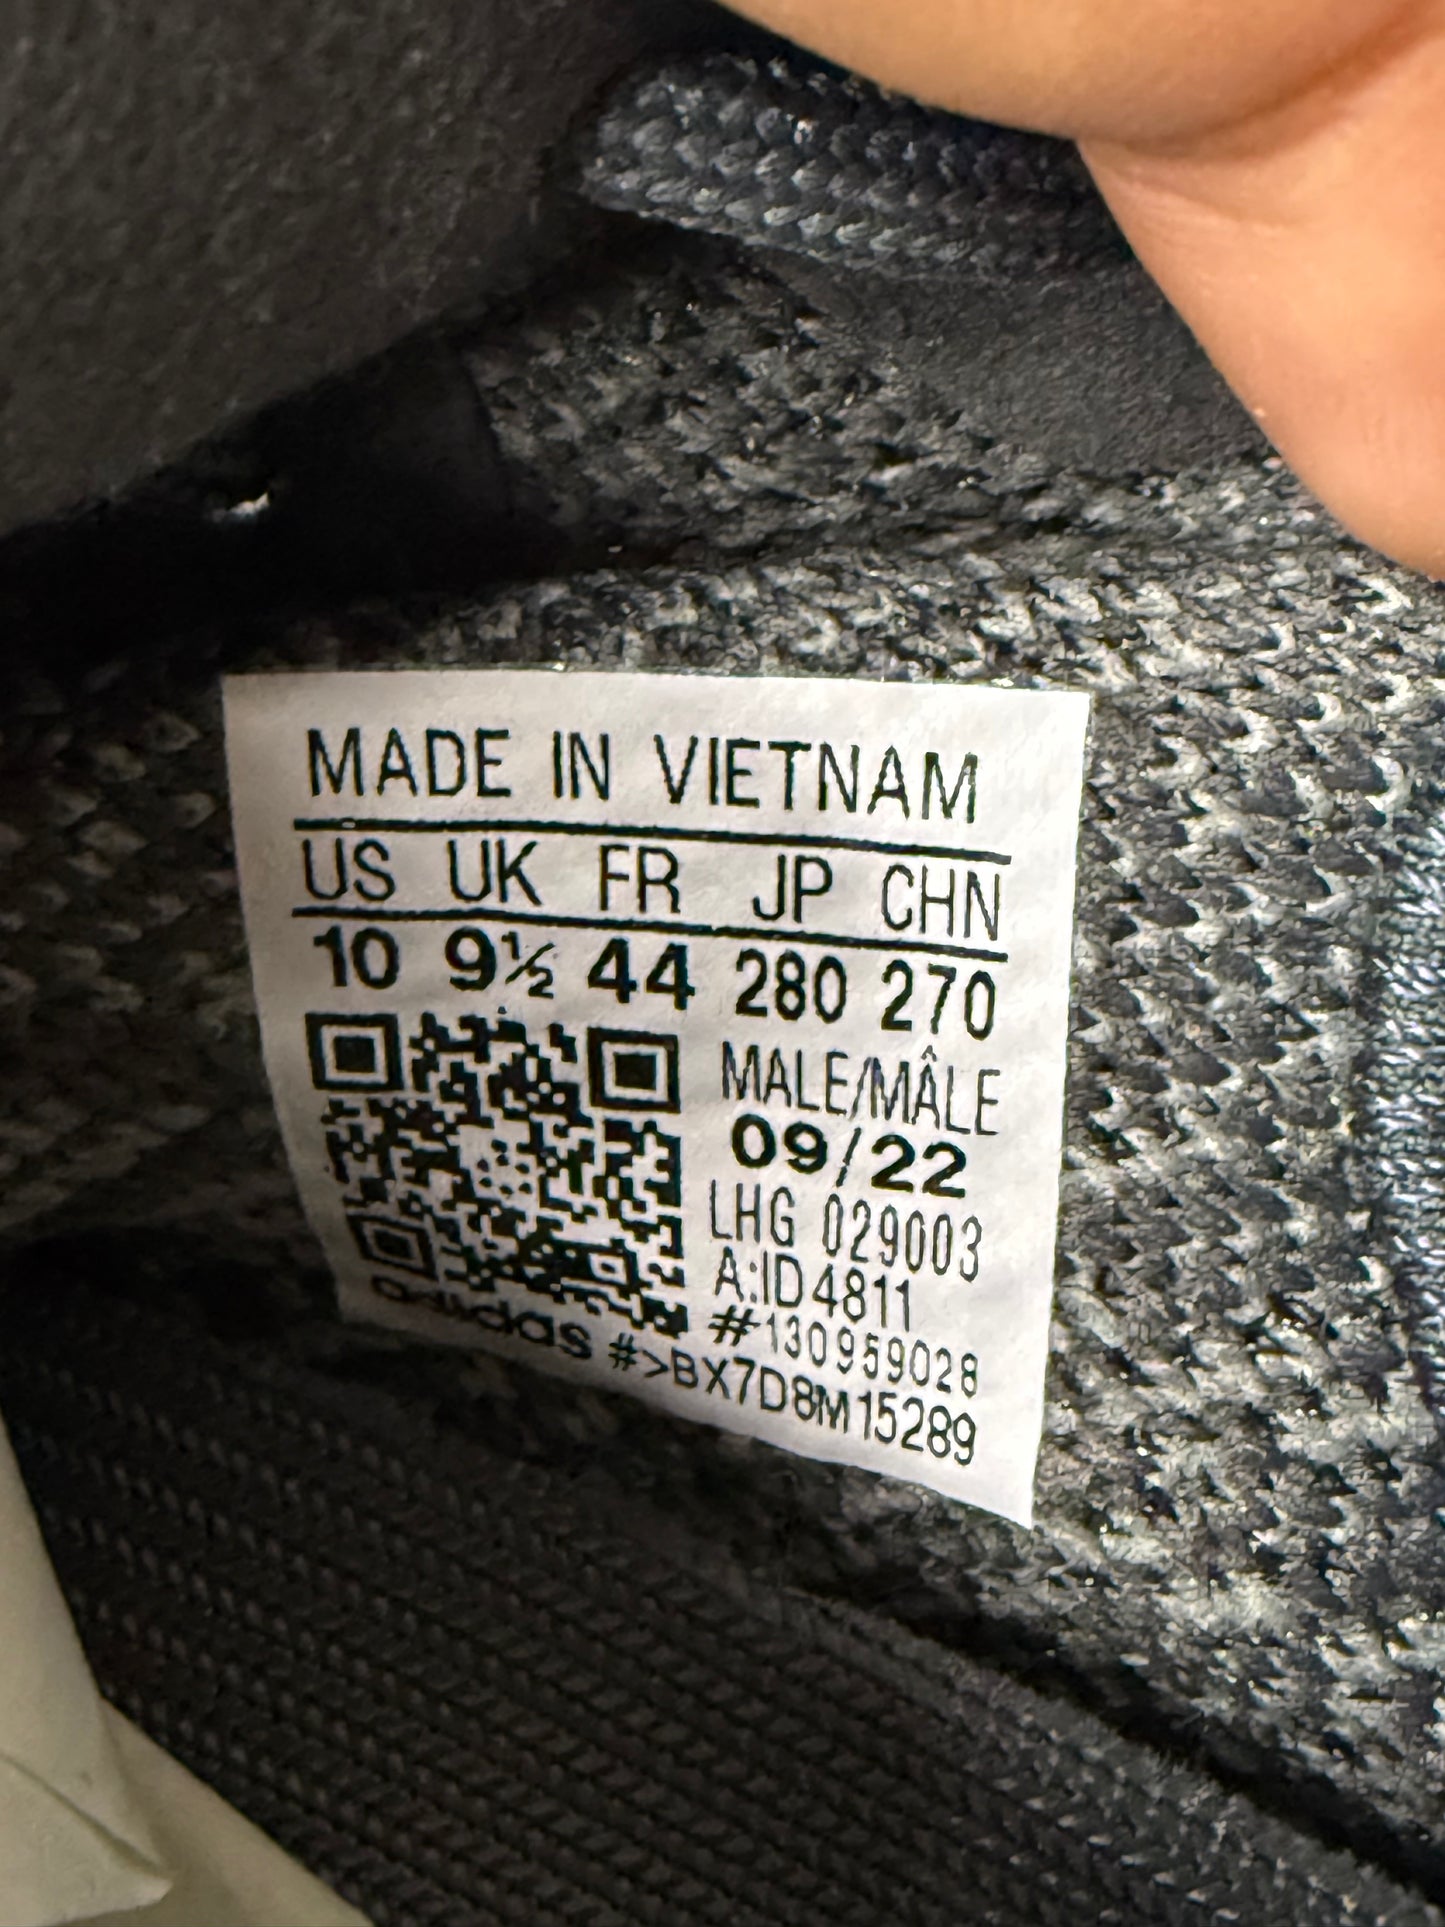 MADE IN VIETNAM
US UK FR JP CHN
10 9½ 44 280 270
MALE/MÂLE
09/22
LHG 029003
A:ID4811
#130959028
adidas #>BX7D8M15289